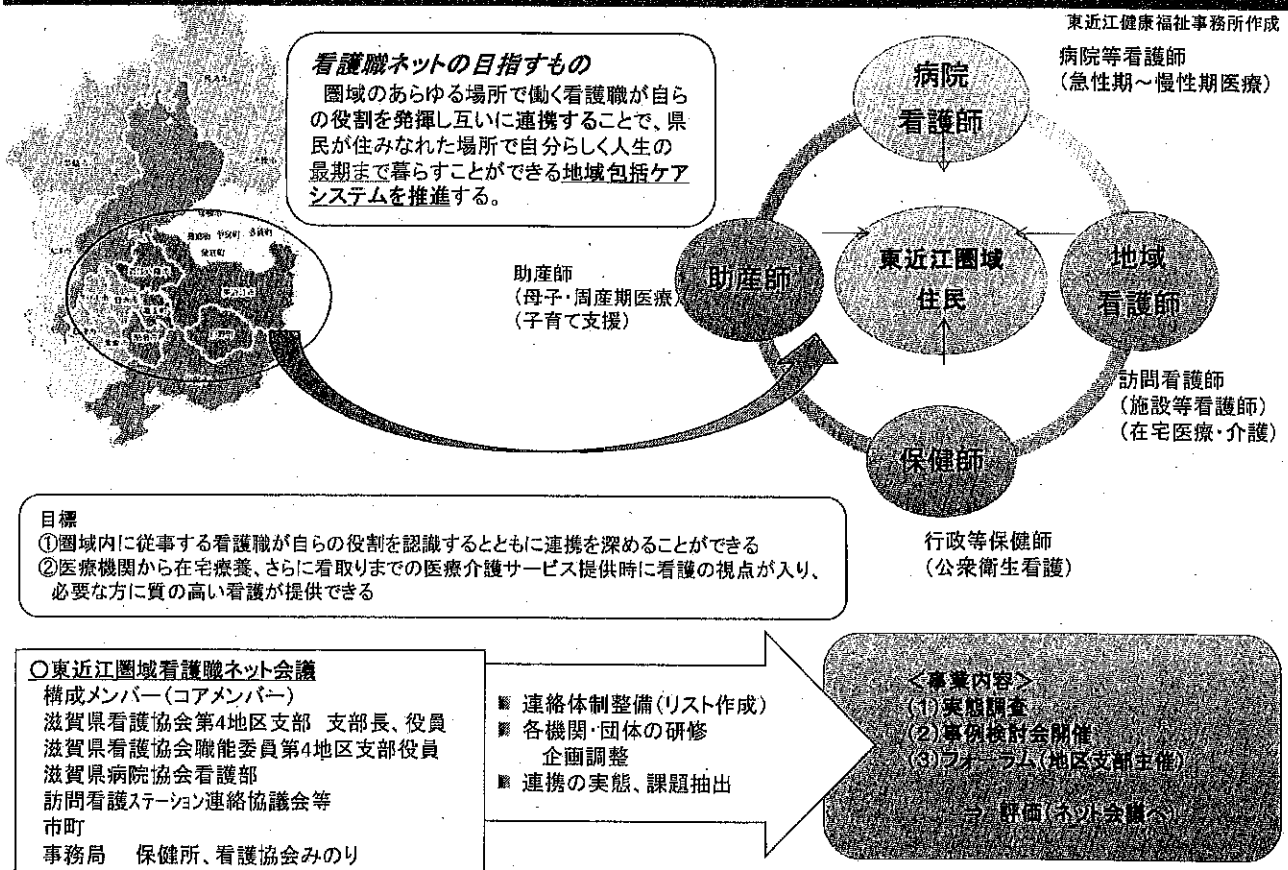 東近江健康福祉事務所作成
看護職ネットの目指すもの
圏域のあらゆる場所で働く看護職が自ら
の役割を発揮し互いに連携することで、県
民が住みなれた場所で自分らしく人生の
最期まで暮らすことができる地域包括ケア
システムを推進する。
病院
看護師
病院等看護師
(急性期～慢性期医療)
助産師
(母子・周産期医療)
(子育て支援)
助産師
東近江圏域
住民
地域
看護師
訪問看護師
(施設等看護師)
(在宅医療・介護)
保健師
行政等保健師
(公衆衛生看護)
目標
①圏域内に従事する看護職が自らの役割を認識するとともに連携を深めることができる
②医療機関から在宅療養、さらに看取りまでの医療介護サービス提供時に看護の視点が入り、
必要な方に質の高い看護が提供できる
〇東近江圏域看護職ネット会議
構成メンバー(コアメンバー)
滋賀県看護協会第4地区支部 支部長、役員
滋賀県看護協会職能委員第4地区支部役員
滋賀県病院協会看護部
訪問看護ステーション連絡協議会等
市町
事務局 保健所、看護協会みのり
■ 連絡体制整備(リスト作成)
■ 各機関・団体の研修
企画調整
■ 連携の実態、課題抽出
<事業内容>
(1)実態調査
(2)事例検討会開催
(3)フォーラム(地区支部主催)
⇒ 評価(ネット会議へ)